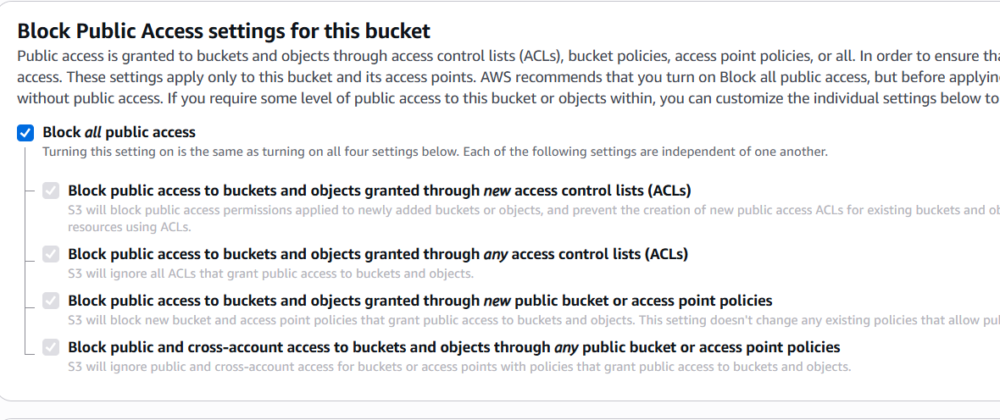 Block Public Access settings for this bucket
Public access is granted to buckets and objects through access control lists (ACLs), bucket policies, access point policies, or all. In order to ensure
access. These settings apply only to this bucket and its access points. AWS recommends that you turn on Block all public access, but before
without public access. If you require some level of public access to this bucket or objects within, you can customize the individual settings below to
Block all public access
Turning this setting on is the same as turning on all four settings below. Each of the following settings are independent of one another.
Block public access to buckets and objects granted through new access control lists (ACLs)
S3 will block public access permissions applied to newly added buckets or objects, and prevent the creation of new public access ACLs for existing buckets and
resources using ACLs.
Block public access to buckets and objects granted through any access control lists (ACLs)
S3 will ignore all ACLs that grant public access to buckets and objects.
Block public access to buckets and objects granted through new public bucket or access point policies
S3 will block new bucket and access point policies that grant public access to buckets and objects. This setting doesn't change any existing policies that allow
Block public and cross-account access to buckets and objects through any public bucket or access point policies
S3 will ignore public and cross-account access for buckets or access points with policies that grant public access to buckets and objects.